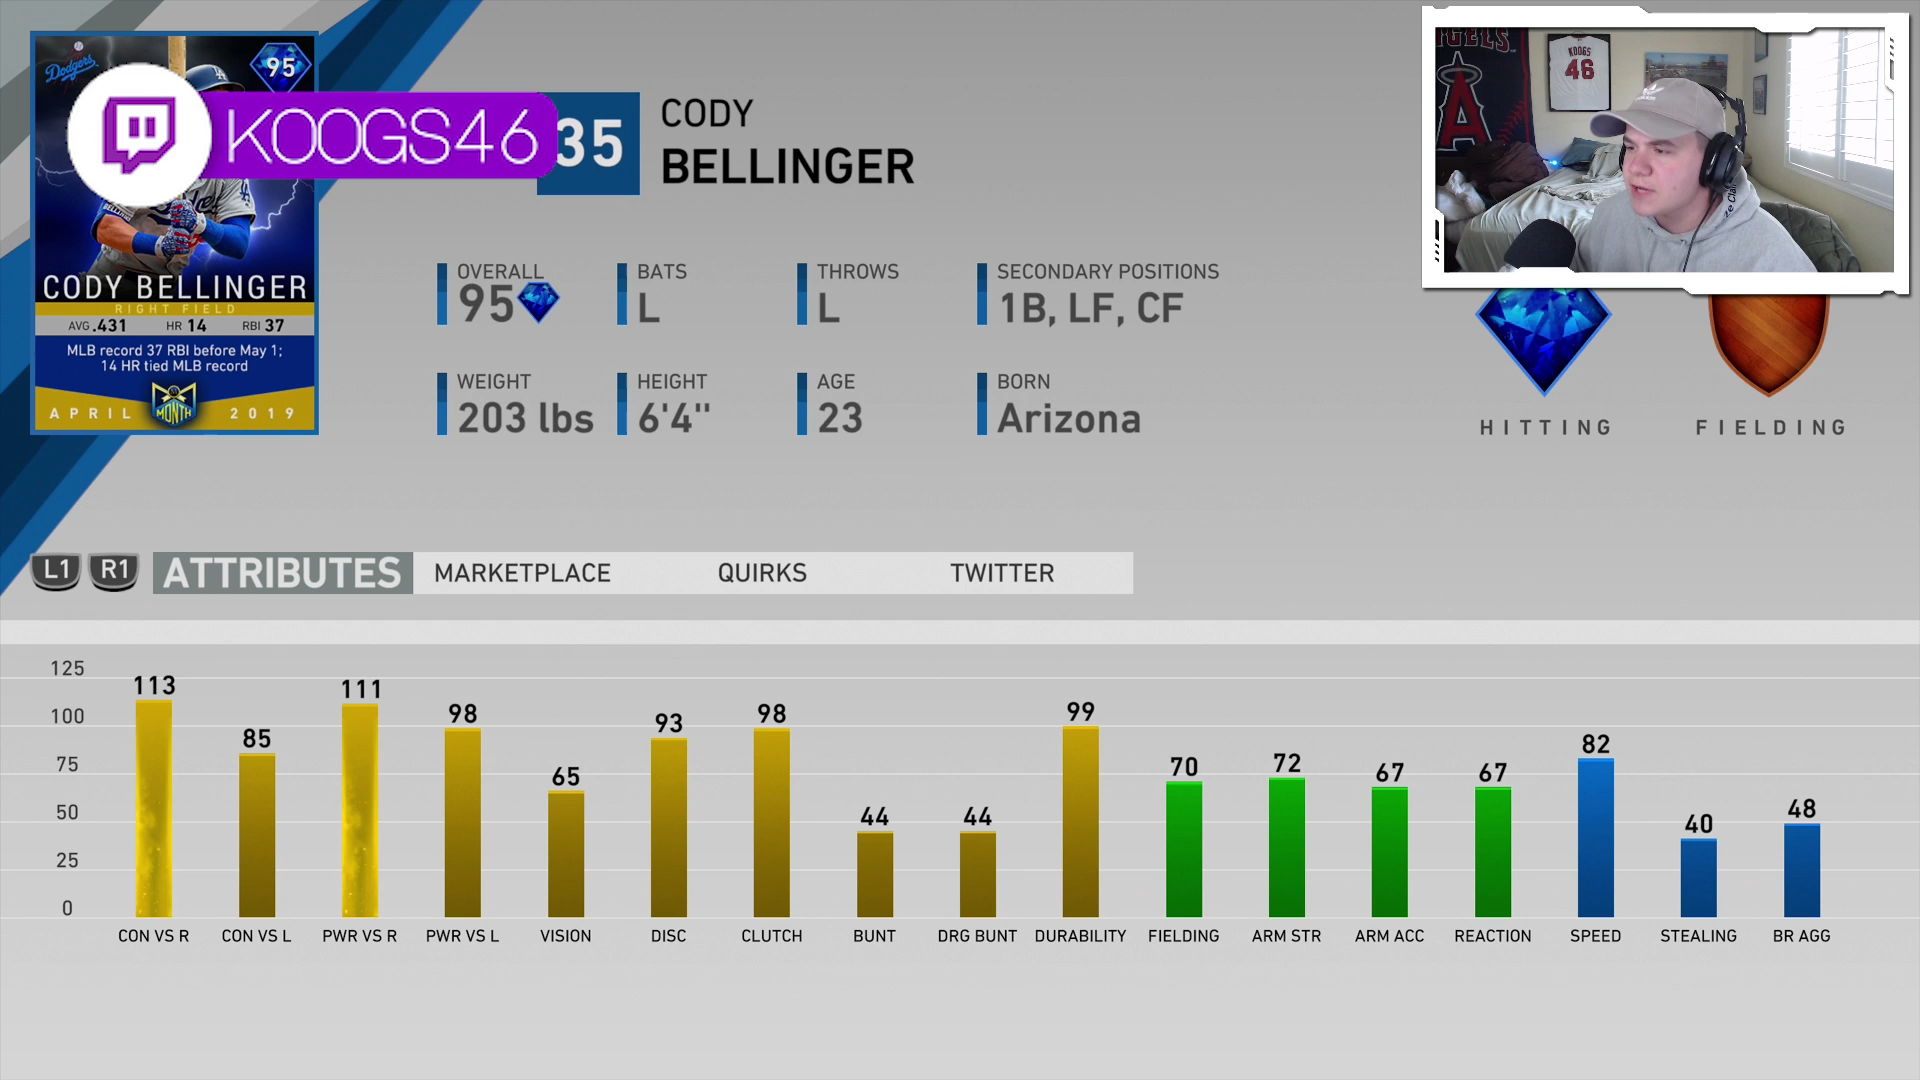 Dodgers
95
KOOGS46
35
CODY
BELLINGER
CODY BELLINGER
RIGHT FIELD
AVG .431 HR 14 RBI 37
MLB record 37 RBI before May 1;
14 HR tied MLB record
APRIL MONTH 2019
OVERALL
95
BATS
L
THROWS
L
SECONDARY POSITIONS
1B, LF, CF
WEIGHT
203 lbs
HEIGHT
6'4"
AGE
23
BORN
Arizona
ANGELS
A
KOOGS
46
HITTING
FIELDING
L1 R1 ATTRIBUTES MARKETPLACE QUIRKS TWITTER
125
100
75
50
25
0
113 85 111 98 65 93 98 44 44 99 70 72 67 67 82 40 48
CON VS R CON VS L PWR VS R PWR VS L VISION DISC CLUTCH BUNT DRG BUNT DURABILITY FIELDING ARM STR ARM ACC REACTION SPEED STEALING BR AGG